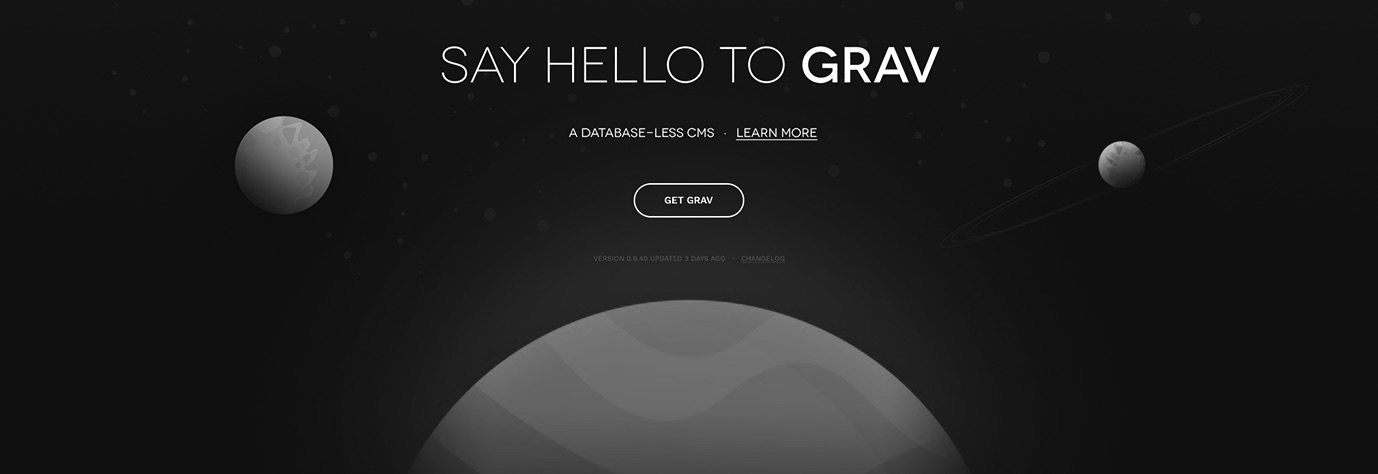 SAY HELLO TO GRAV
A DATABASE-LESS CMS · LEARN MORE
GET GRAV
VERSION 0.9.40 UPDATED 3 DAYS AGO · CHANGELOG